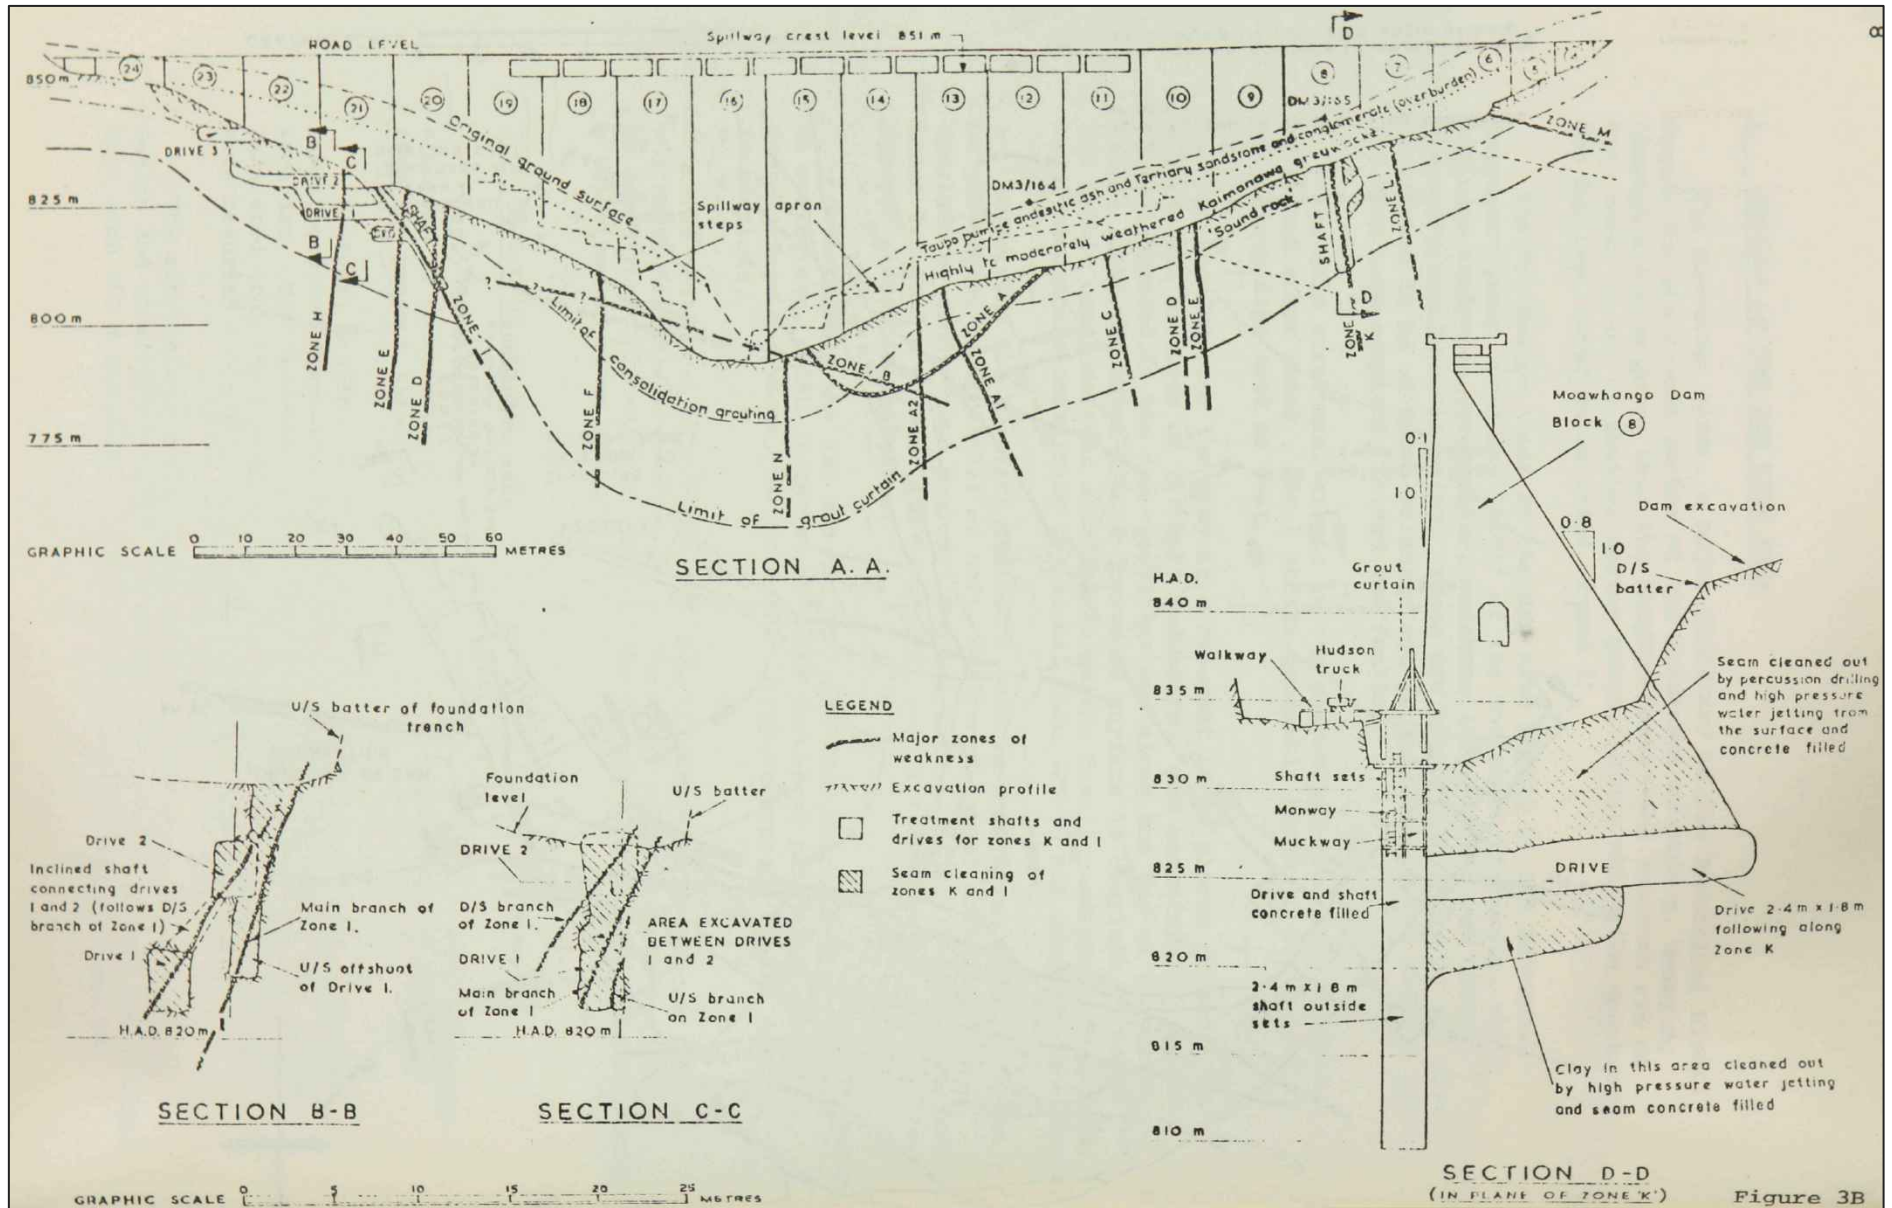 Spillway crest level 851 m
D
ROAD LEVEL
850m
24
23
22
21
20
19
18
17
16
15
14
13
12
11
10
9
8
7
6
5
DM3/165
Original ground surface
DRIVE 3
B
C
DRIVE 2
DRIVE 1
SHAFT
825 m
B
C
Spillway apron
steps
DM3/164
Taupo pumice andesitic ash and Tertiary sandstone and conglomerate (overburden)
Highly to moderately weathered Kaimanawa greywacke
'Sound rock'
SHAFT
ZONE L
ZONE M
D
ZONE
K
800 m
ZONE H
ZONE E
ZONE D
ZONE I
? ? ?
Limit of
consolidation grouting
ZONE F
ZONE B
ZONE A
ZONE A1
ZONE A2
ZONE N
ZONE C
ZONE D
ZONE E
775 m
Limit of grout curtain
GRAPHIC SCALE 0 10 20 30 40 50 60 METRES
SECTION A. A.
Moawhango Dam
Block 8
0·1
1·0
Dam excavation
0·8
1·0
D/S
batter
Grout
curtain
H.A.D.
840 m
Walkway
Hudson
truck
835 m
Seam cleaned out
by percussion drilling
and high pressure
water jetting from
the surface and
concrete filled
830 m
Shaft sets
Manway
Muckway
825 m
DRIVE
Drive and shaft
concrete filled
Drive 2·4 m x 1·8 m
following along
Zone K
820 m
2·4 m x 1·8 m
shaft outside
sets
815 m
Clay in this area cleaned out
by high pressure water jetting
and seam concrete filled
810 m
SECTION D-D
(IN PLANE OF ZONE 'K')
Figure 3B
U/S batter of foundation
trench
Drive 2
Inclined shaft
connecting drives
1 and 2 (follows D/S
branch of Zone I)
Drive 1
Main branch of
Zone I.
U/S offshoot
of Drive 1.
H.A.D. 820 m
SECTION B-B
Foundation
level
U/S batter
DRIVE 2
D/S branch
of Zone I.
DRIVE 1
Main branch
of Zone I
AREA EXCAVATED
BETWEEN DRIVES
1 and 2
U/S branch
on Zone I
H.A.D. 820 m
SECTION C-C
LEGEND
Major zones of
weakness
Excavation profile
Treatment shafts and
drives for zones K and I
Seam cleaning of
zones K and I
GRAPHIC SCALE 0 5 10 15 20 25 METRES